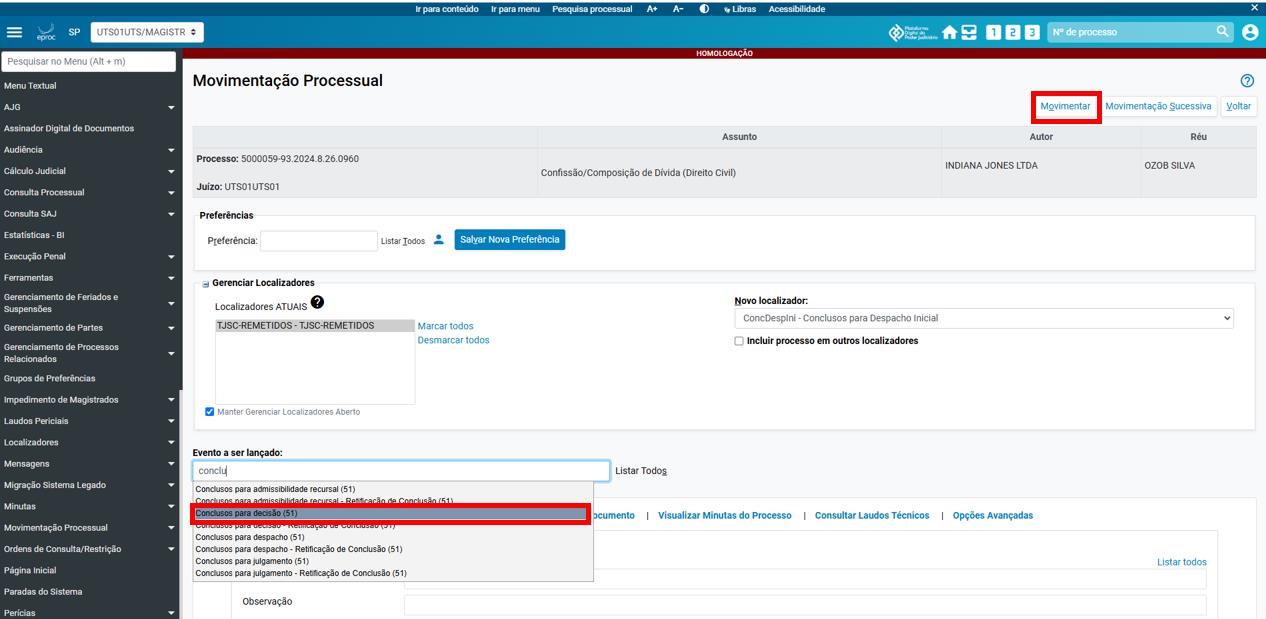 Ir para conteúdo Ir para menu Pesquisa processual A+ A- Libras Acessibilidade ✕
eproc SP UTS01UTS/MAGISTR Plataforma Digital do Poder Judiciário 1 2 3 Nº de processo
HOMOLOGAÇÃO
Pesquisar no Menu (Alt + m)
Menu Textual
AJG
Assinador Digital de Documentos
Audiência
Cálculo Judicial
Consulta Processual
Consulta SAJ
Estatísticas - BI
Execução Penal
Ferramentas
Gerenciamento de Feriados e
Suspensões
Gerenciamento de Partes
Gerenciamento de Processos
Relacionados
Grupos de Preferências
Impedimento de Magistrados
Laudos Periciais
Localizadores
Mensagens
Migração Sistema Legado
Minutas
Movimentação Processual
Ordens de Consulta/Restrição
Página Inicial
Paradas do Sistema
Perícias
Movimentação Processual
?
Movimentar Movimentação Sucessiva Voltar
Assunto Autor Réu
Processo: 5000059-93.2024.8.26.0960
Juízo: UTS01UTS01
Confissão/Composição de Dívida (Direito Civil)
INDIANA JONES LTDA
OZOB SILVA
Preferências
Preferência: Listar Todos Salvar Nova Preferência
Gerenciar Localizadores
Localizadores ATUAIS ?
TJSC-REMETIDOS - TJSC-REMETIDOS
Marcar todos
Desmarcar todos
Manter Gerenciar Localizadores Aberto
Novo localizador:
ConcDespIni - Conclusos para Despacho Inicial
Incluir processo em outros localizadores
Evento a ser lançado:
conclu Listar Todos
Conclusos para admissibilidade recursal (51)
Conclusos para admissibilidade recursal - Retificação de Conclusão (51)
Conclusos para decisão (51)
Conclusos para decisão - Retificação de Conclusão (51)
Conclusos para despacho (51)
Conclusos para despacho - Retificação de Conclusão (51)
Conclusos para julgamento (51)
Conclusos para julgamento - Retificação de Conclusão (51)
ocumento | Visualizar Minutas do Processo | Consultar Laudos Técnicos | Opções Avançadas
Listar todos
Observação